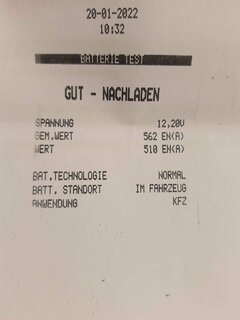 20-01-2022
10:32
BATTERIE TEST
GUT - NACHLADEN
SPANNUNG 12,20V
GEM.WERT 562 EN(A)
WERT 510 EN(A)
BAT.TECHNOLOGIE NORMAL
BATT. STANDORT IM FAHRZEUG
ANWENDUNG KFZ